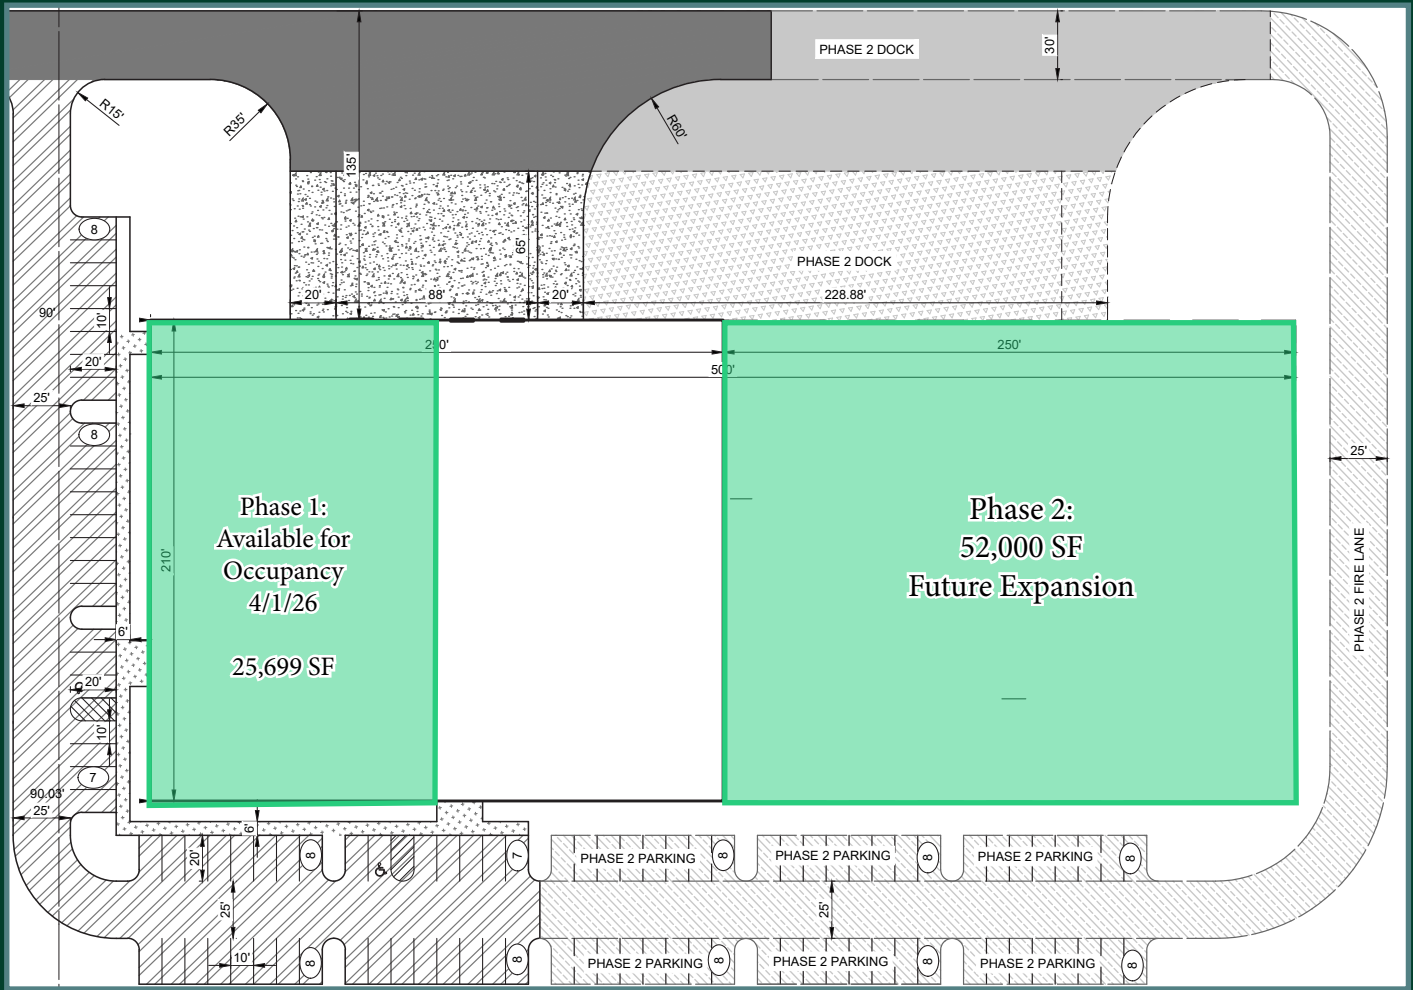 PHASE 2 DOCK
30'
R15'
R35'
R60'
135'
65'
8
PHASE 2 DOCK
20'
88'
20'
228.88'
90'
10'
250'
250'
20'
500'
25'
8
25'
Phase 1:
Available for
Occupancy
4/1/26
25,699 SF
Phase 2:
52,000 SF
Future Expansion
210'
PHASE 2 FIRE LANE
6'
20'
10'
7
90.03'
25'
6'
20'
8
7
PHASE 2 PARKING
8
PHASE 2 PARKING
8
PHASE 2 PARKING
8
25'
25'
10'
8
8
PHASE 2 PARKING
8
PHASE 2 PARKING
8
PHASE 2 PARKING
8